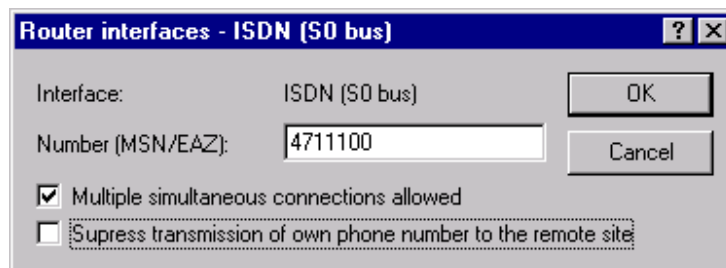 Router interfaces - ISDN (S0 bus)
Interface: ISDN (S0 bus) OK
Number (MSN/EAZ): 4711100 Cancel
Multiple simultaneous connections allowed
Supress transmission of own phone number to the remote site